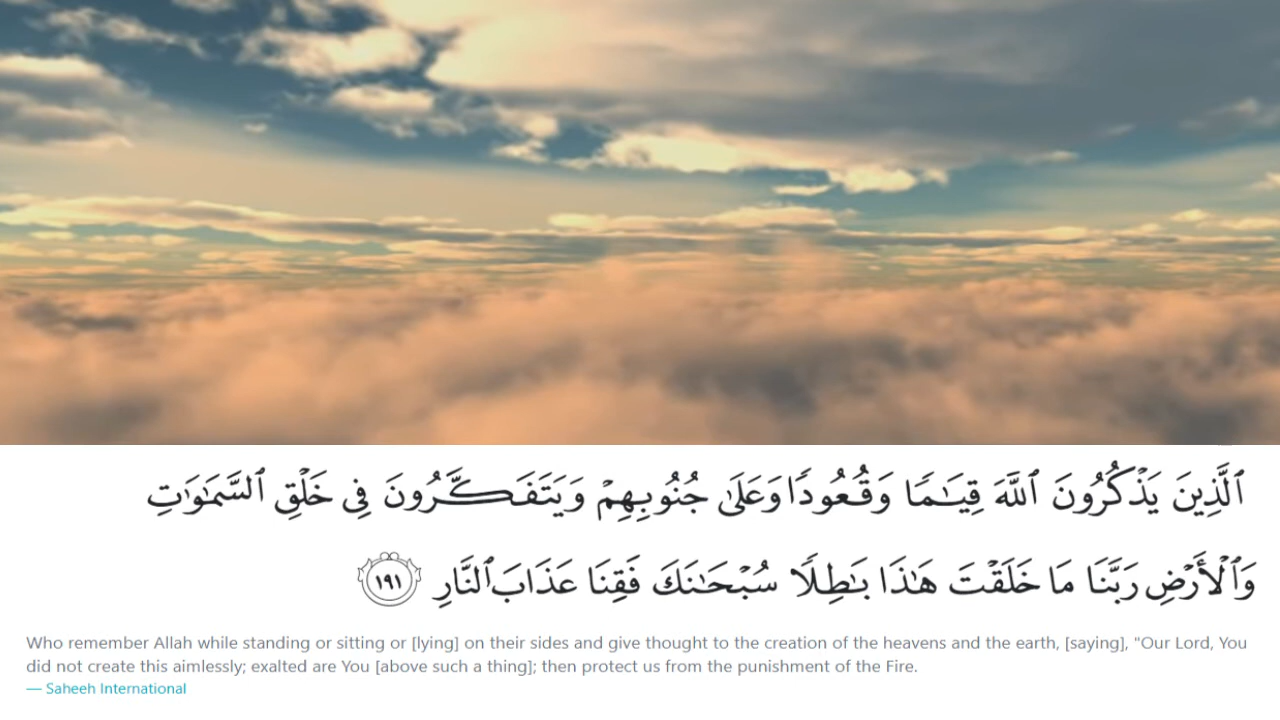 ٱلَّذِينَ يَذْكُرُونَ ٱللَّهَ قِيَـٰمًا وَقُعُودًا وَعَلَىٰ جُنُوبِهِمْ وَيَتَفَكَّرُونَ فِى خَلْقِ ٱلسَّمَـٰوَٰتِ
وَٱلْأَرْضِ رَبَّنَا مَا خَلَقْتَ هَـٰذَا بَـٰطِلًا سُبْحَـٰنَكَ فَقِنَا عَذَابَ ٱلنَّارِ ١٩١
Who remember Allah while standing or sitting or [lying] on their sides and give thought to the creation of the heavens and the earth, [saying], "Our Lord, You
did not create this aimlessly; exalted are You [above such a thing]; then protect us from the punishment of the Fire.
— Saheeh International